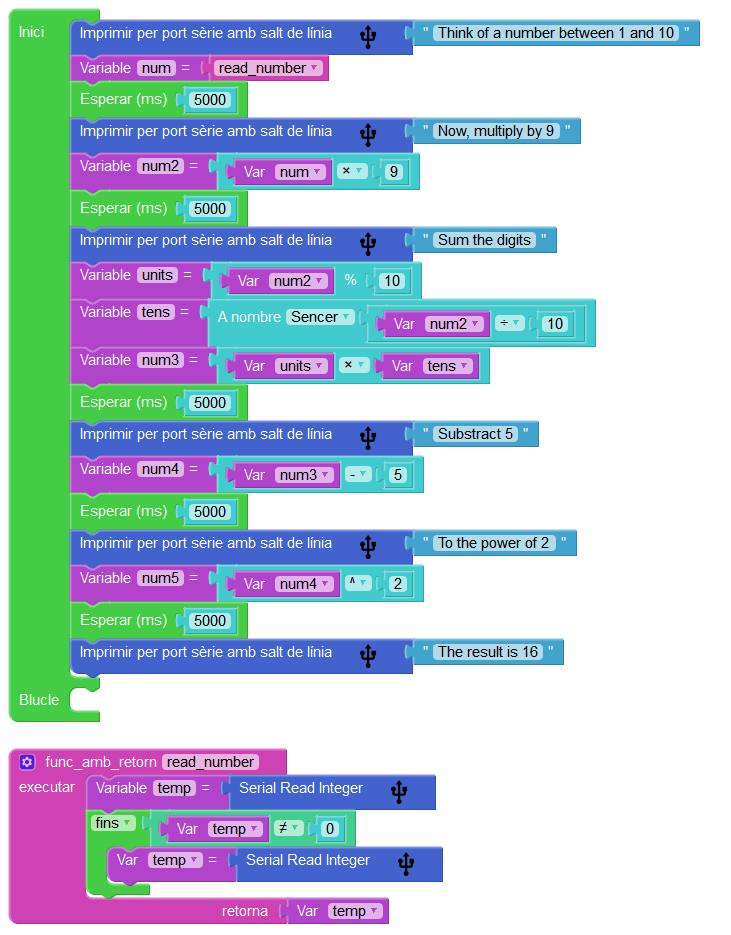 Inici
Imprimir per port sèrie amb salt de línia " Think of a number between 1 and 10 "
Variable num = read_number
Esperar (ms) 5000
Imprimir per port sèrie amb salt de línia " Now, multiply by 9 "
Variable num2 = Var num × 9
Esperar (ms) 5000
Imprimir per port sèrie amb salt de línia " Sum the digits "
Variable units = Var num2 % 10
Variable tens = A nombre Sencer Var num2 ÷ 10
Variable num3 = Var units × Var tens
Esperar (ms) 5000
Imprimir per port sèrie amb salt de línia " Substract 5 "
Variable num4 = Var num3 - 5
Esperar (ms) 5000
Imprimir per port sèrie amb salt de línia " To the power of 2 "
Variable num5 = Var num4 ^ 2
Esperar (ms) 5000
Imprimir per port sèrie amb salt de línia " The result is 16 "
Blucle
func_amb_retorn read_number
executar Variable temp = Serial Read Integer
fins Var temp ≠ 0
Var temp = Serial Read Integer
retorna Var temp